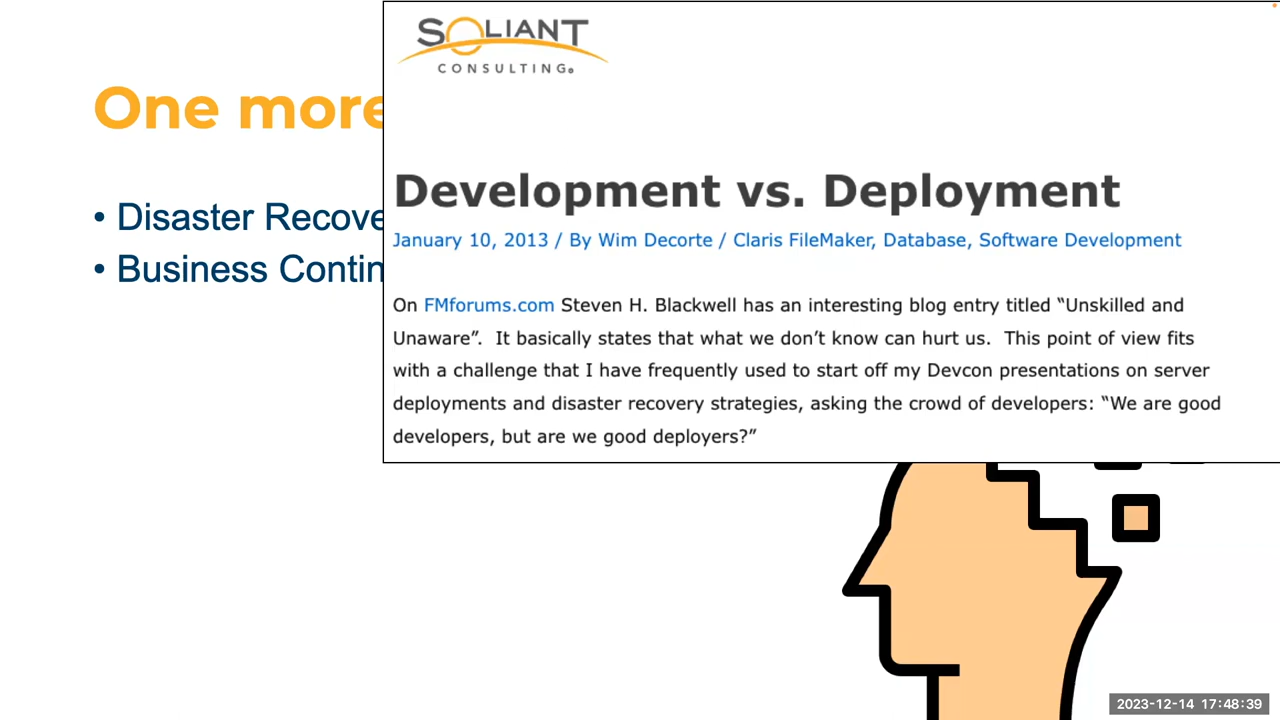 SOLIANT
CONSULTING®
One more
• Disaster Recove
• Business Contin
Development vs. Deployment
January 10, 2013 / By Wim Decorte / Claris FileMaker, Database, Software Development
On FMforums.com Steven H. Blackwell has an interesting blog entry titled “Unskilled and
Unaware”.  It basically states that what we don’t know can hurt us.  This point of view fits
with a challenge that I have frequently used to start off my Devcon presentations on server
deployments and disaster recovery strategies, asking the crowd of developers: “We are good
developers, but are we good deployers?”
2023-12-14 17:48:39